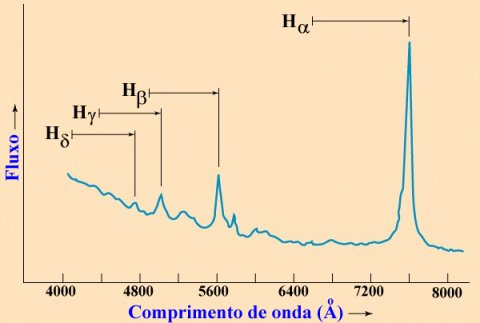 Hα
Hβ
Hγ
Hδ
Fluxo
4000 4800 5600 6400 7200 8000
Comprimento de onda (Å)